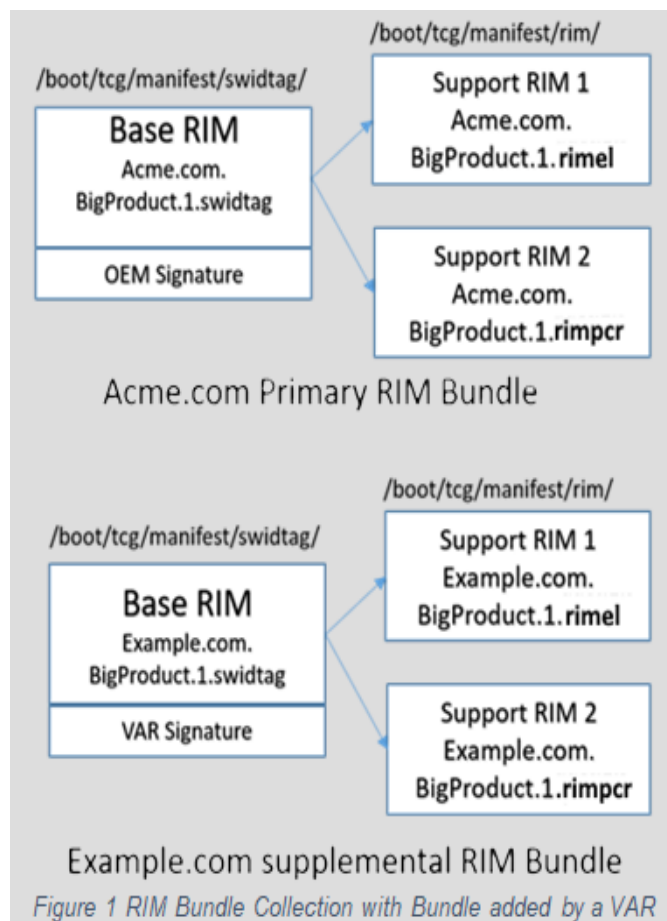 /boot/tcg/manifest/rim/
/boot/tcg/manifest/swidtag/
Base RIM
Acme.com.
BigProduct.1.swidtag
OEM Signature
Support RIM 1
Acme.com.
BigProduct.1.rimel
Support RIM 2
Acme.com.
BigProduct.1.rimpcr
Acme.com Primary RIM Bundle
/boot/tcg/manifest/rim/
/boot/tcg/manifest/swidtag/
Base RIM
Example.com.
BigProduct.1.swidtag
VAR Signature
Support RIM 1
Example.com.
BigProduct.1.rimel
Support RIM 2
Example.com.
BigProduct.1.rimpcr
Example.com supplemental RIM Bundle
Figure 1 RIM Bundle Collection with Bundle added by a VAR